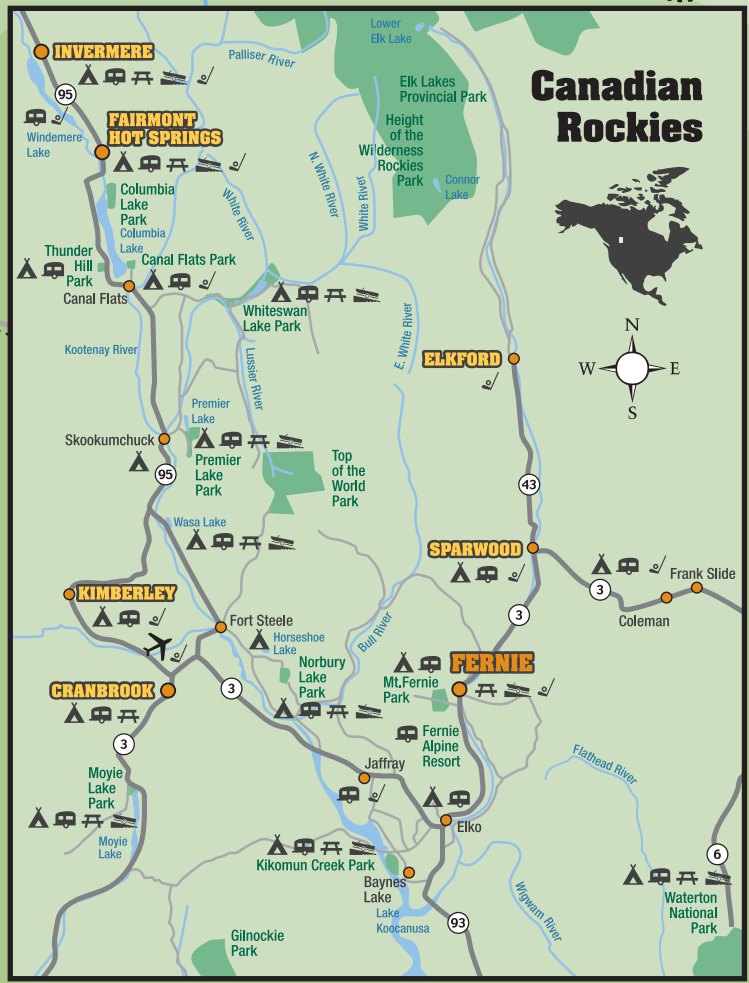 Canadian
Rockies
Lower
Elk Lake
INVERMERE
Palliser River
Elk Lakes
Provincial Park
95
Height
of the
Wilderness
Rockies
Park
FAIRMONT
HOT SPRINGS
Windemere
Lake
N. White River
White River
Connor
Lake
Columbia
Lake
Park
Columbia
Lake
White River
Thunder
Hill
Park
Canal Flats Park
Canal Flats
Whiteswan
Lake Park
E. White River
N
W
E
S
Kootenay River
Lussier River
ELKFORD
Premier
Lake
Skookumchuck
Premier
Lake
Park
95
Top
of the
World
Park
43
Wasa Lake
SPARWOOD
3
Frank Slide
Coleman
KIMBERLEY
3
Fort Steele
Horseshoe
Lake
Bull River
Norbury
Lake
Park
FERNIE
Mt.Fernie
Park
CRANBROOK
3
3
Fernie
Alpine
Resort
Flathead River
Jaffray
Moyie
Lake
Park
Moyie
Lake
Elko
Kikomun Creek Park
6
Baynes
Lake
Lake
Koocanusa
Wigwam River
93
Waterton
National
Park
Gilnockie
Park